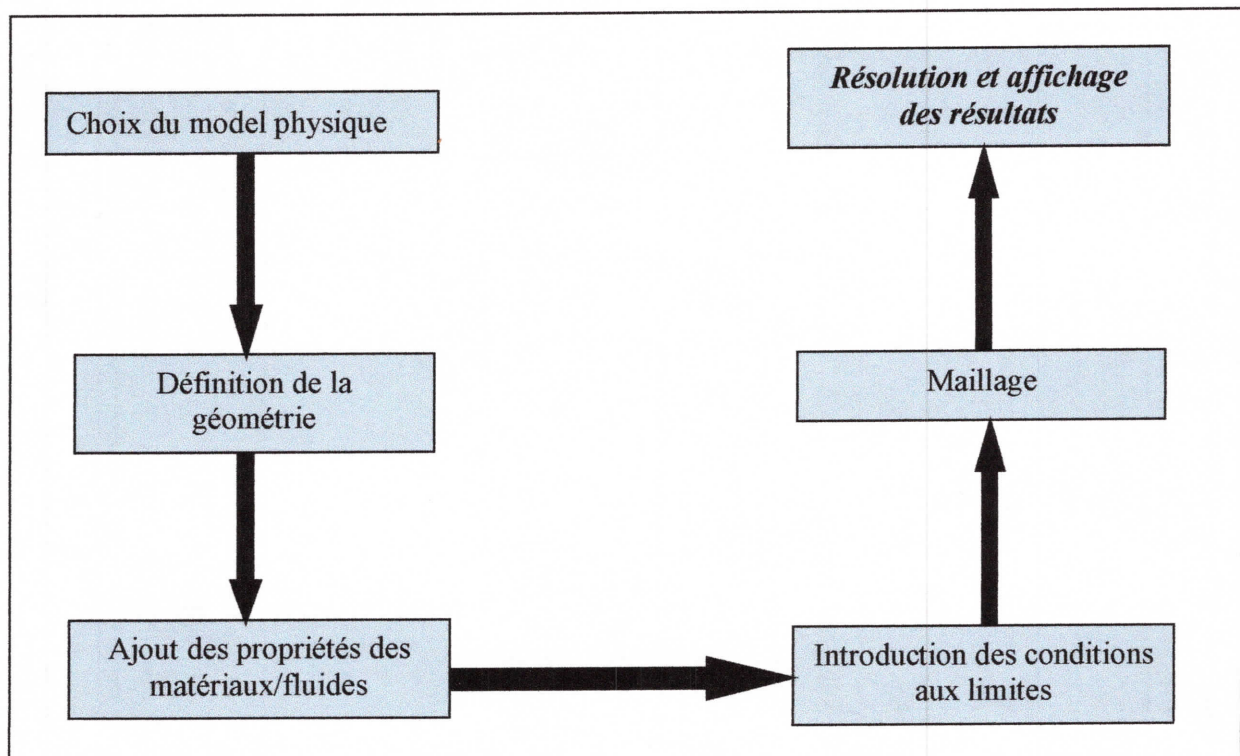 Choix du model physique
Définition de la
géométrie
Ajout des propriétés des
matériaux/fluides
Introduction des conditions
aux limites
Maillage
Résolution et affichage
des résultats